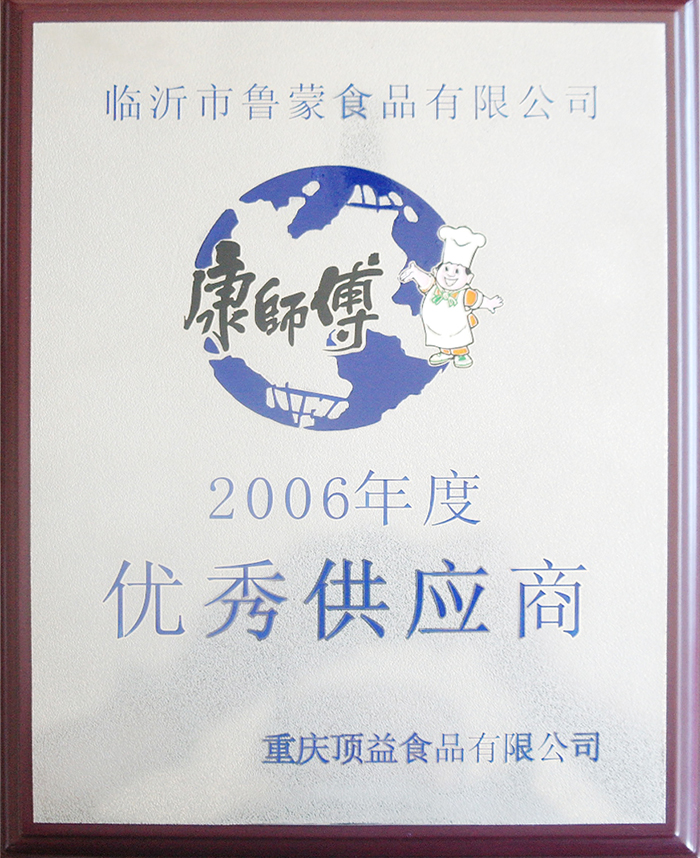 临沂市鲁蒙食品有限公司
康師傅
2006年度
优秀供应商
重庆顶益食品有限公司